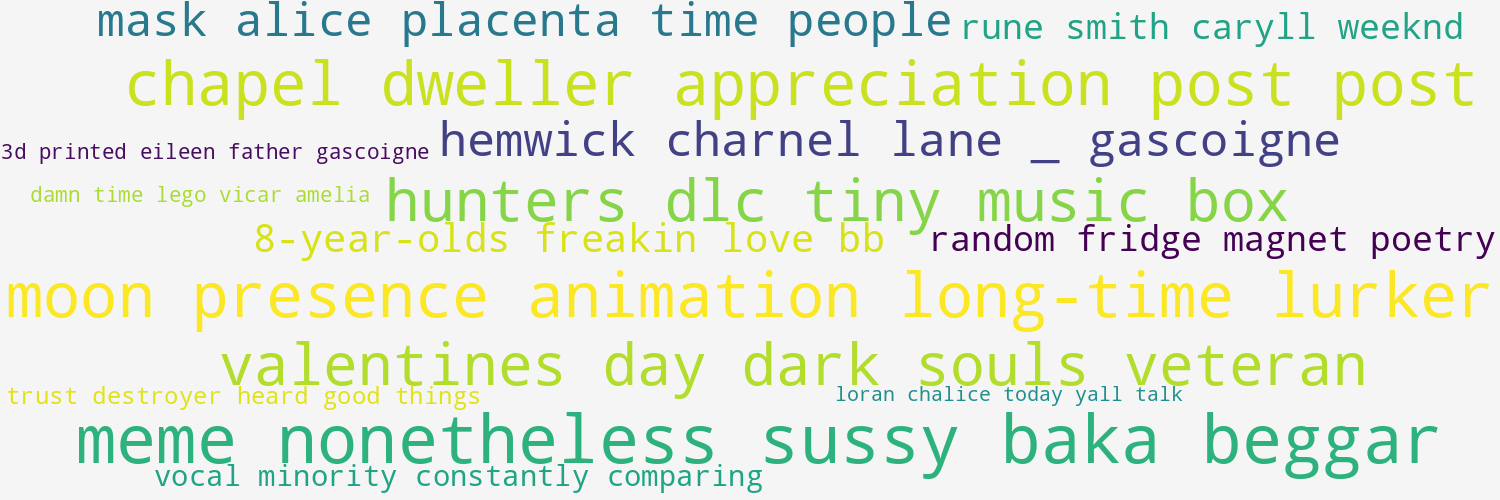 mask alice placenta time people
rune smith caryll weeknd
chapel dweller appreciation post post
hemwick charnel lane _ gascoigne
3d printed eileen father gascoigne
damn time lego vicar amelia
hunters dlc tiny music box
8-year-olds freakin love bb
random fridge magnet poetry
moon presence animation long-time lurker
valentines day dark souls veteran
trust destroyer heard good things
loran chalice today yall talk
meme nonetheless sussy baka beggar
vocal minority constantly comparing